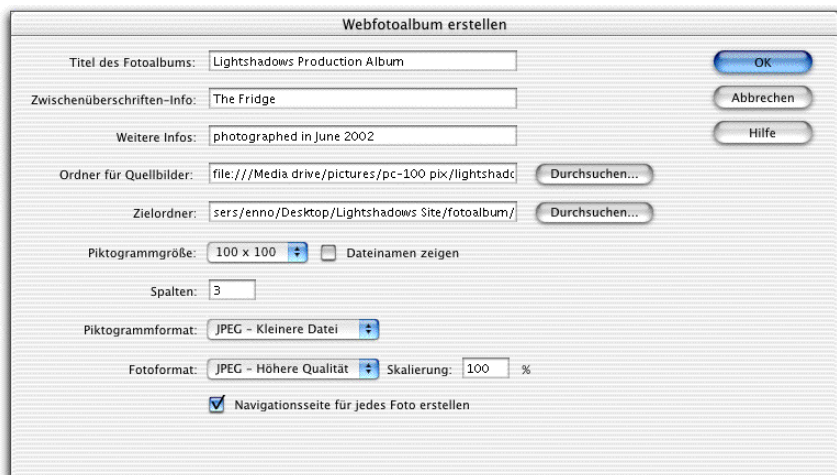 Webfotoalbum erstellen
Titel des Fotoalbums: Lightshadows Production Album OK
Zwischenüberschriften-Info: The Fridge Abbrechen
Weitere Infos: photographed in June 2002 Hilfe
Ordner für Quellbilder: file:///Media drive/pictures/pc-100 pix/lightshado Durchsuchen...
Zielordner: sers/enno/Desktop/Lightshadows Site/fotoalbum/ Durchsuchen...
Piktogrammgröße: 100 x 100 Dateinamen zeigen
Spalten: 3
Piktogrammformat: JPEG - Kleinere Datei
Fotoformat: JPEG - Höhere Qualität Skalierung: 100 %
Navigationsseite für jedes Foto erstellen